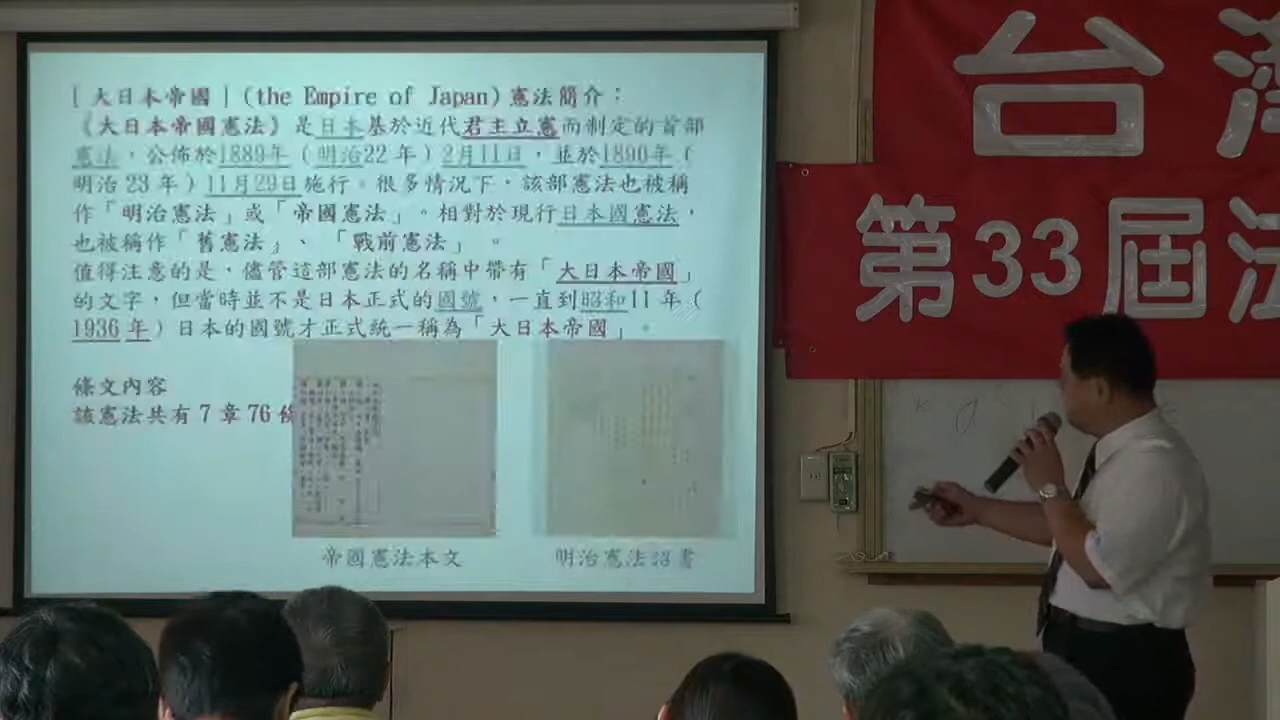 [ 大日本帝國 ] (the Empire of Japan) 憲法簡介：
《大日本帝國憲法》是日本基於近代君主立憲而制定的首部
憲法，公佈於1889年（明治22 年）2月11日，並於1890年（
明治 23 年）11月29日施行。很多情況下，該部憲法也被稱
作「明治憲法」或「帝國憲法」。相對於現行日本國憲法，
也被稱作「舊憲法」、「戰前憲法」。
值得注意的是，儘管這部憲法的名稱中帶有「大日本帝國」
的文字，但當時並不是日本正式的國號，一直到昭和11 年（
1936 年）日本的國號才正式統一稱為「大日本帝國」。
條文內容
該憲法共有 7 章 76 條
帝國憲法本文
明治憲法詔書
台灣
第33屆法